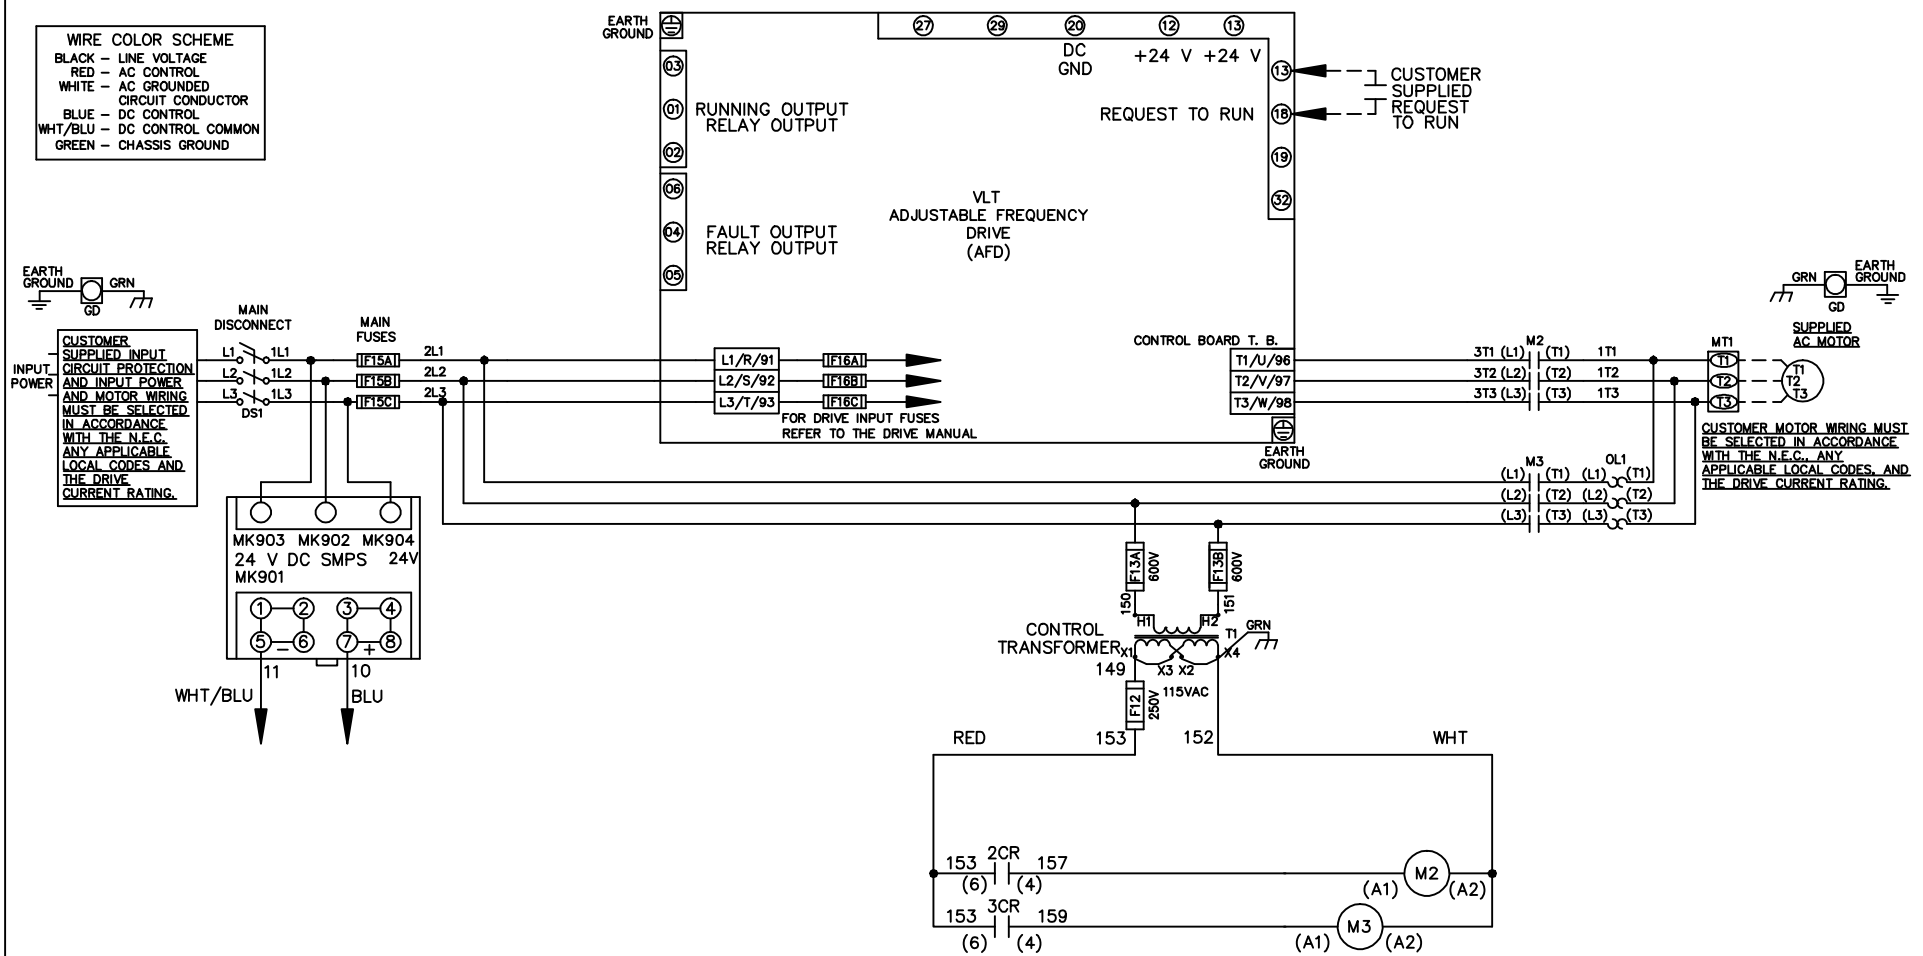 WIRE COLOR SCHEME
BLACK – LINE VOLTAGE
RED – AC CONTROL
WHITE – AC GROUNDED
CIRCUIT CONDUCTOR
BLUE – DC CONTROL
WHT/BLU – DC CONTROL COMMON
GREEN – CHASSIS GROUND
EARTH
GROUND
03
01
02
06
04
05
RUNNING OUTPUT
RELAY OUTPUT
FAULT OUTPUT
RELAY OUTPUT
27
29
20
12
13
DC
GND
+24 V
+24 V
13
18
19
32
REQUEST TO RUN
CUSTOMER
SUPPLIED
REQUEST
TO RUN
VLT
ADJUSTABLE FREQUENCY
DRIVE
(AFD)
EARTH
GROUND
GRN
GD
INPUT
POWER
CUSTOMER
SUPPLIED INPUT
CIRCUIT PROTECTION
AND INPUT POWER
AND MOTOR WIRING
MUST BE SELECTED
IN ACCORDANCE
WITH THE N.E.C.
ANY APPLICABLE
LOCAL CODES AND
THE DRIVE
CURRENT RATING.
MAIN
DISCONNECT
L1 1L1
L2 1L2
L3 1L3
DS1
MAIN
FUSES
F15A
F15B
F15C
2L1
2L2
2L3
L1/R/91
L2/S/92
L3/T/93
F16A
F16B
F16C
FOR DRIVE INPUT FUSES
REFER TO THE DRIVE MANUAL
CONTROL BOARD T. B.
T1/U/96
T2/V/97
T3/W/98
EARTH
GROUND
M2
3T1 (L1) (T1) 1T1
3T2 (L2) (T2) 1T2
3T3 (L3) (T3) 1T3
MT1
T1
T2
T3
GRN
EARTH
GROUND
GD
SUPPLIED
AC MOTOR
T1
T2
T3
CUSTOMER MOTOR WIRING MUST
BE SELECTED IN ACCORDANCE
WITH THE N.E.C., ANY
APPLICABLE LOCAL CODES, AND
THE DRIVE CURRENT RATING.
M3 OL1
(L1) (T1) (L1) (T1)
(L2) (T2) (L2) (T2)
(L3) (T3) (L3) (T3)
MK903 MK902 MK904
24 V DC SMPS 24V
MK901
1 2 3 4
5 – 6 7 + 8
11
10
WHT/BLU
BLU
F13A
600V
F13B
600V
150
151
H1
H2
CONTROL
TRANSFORMER
T1
GRN
X1
X3 X2
X4
149
115VAC
F12
250V
153
152
RED
WHT
153 2CR 157
(6) (4)
(A1) M2 (A2)
153 3CR 159
(6) (4)
(A1) M3 (A2)